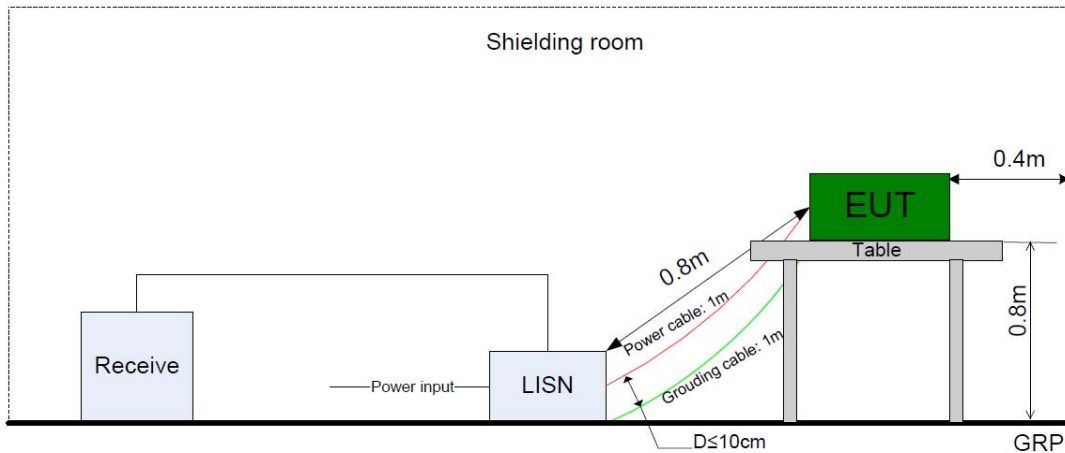 Shielding room
0.4m
EUT
Table
0.8m
0.8m
Power cable: 1m
Grouding cable: 1m
Receive
Power input
LISN
D≤10cm
GRP